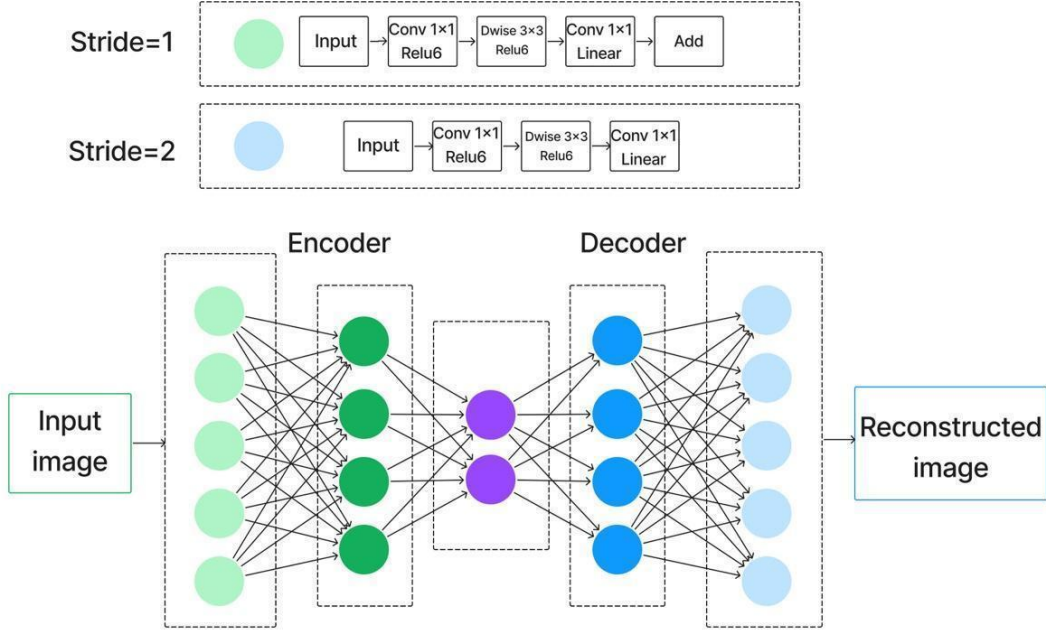 Stride=1
Input
Conv 1×1
Relu6
Dwise 3×3
Relu6
Conv 1×1
Linear
Add
Stride=2
Input
Conv 1×1
Relu6
Dwise 3×3
Relu6
Conv 1×1
Linear
Encoder
Decoder
Input
image
Reconstructed
image